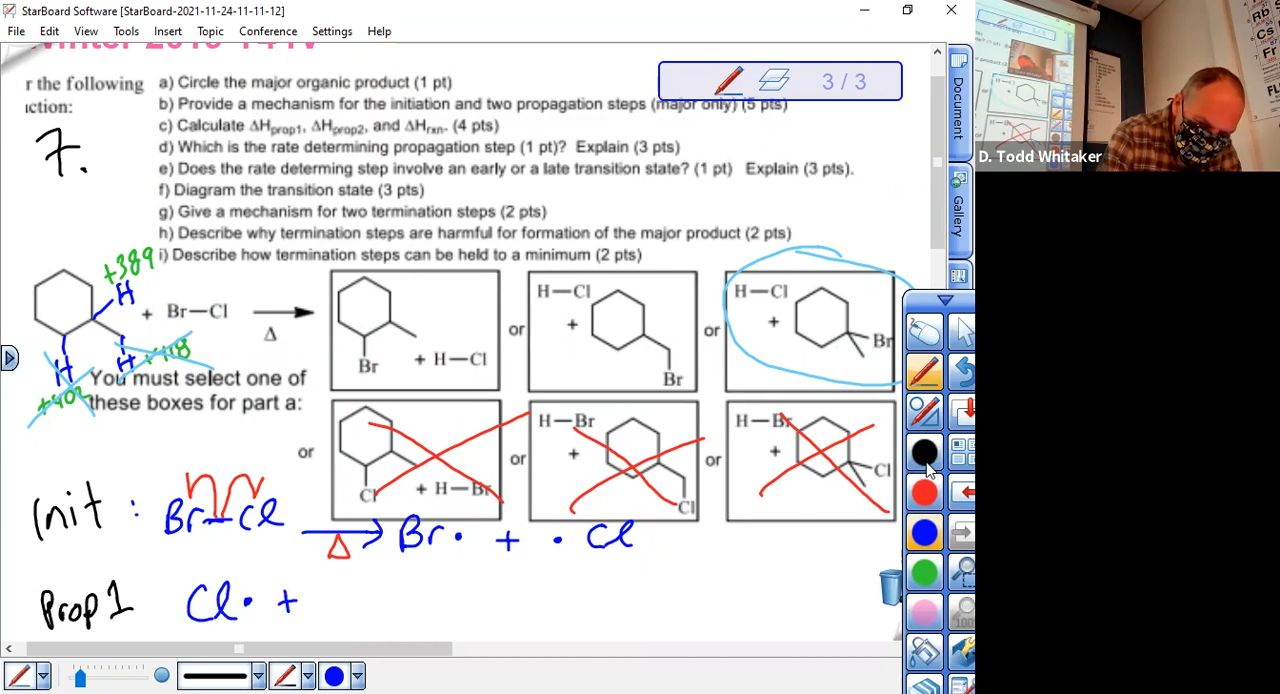 StarBoard Software [StarBoard-2021-11-24-11-11-12]
File Edit View Tools Insert Topic Conference Settings Help
r the following
iction:
7.
a) Circle the major organic product (1 pt)
b) Provide a mechanism for the initiation and two propagation steps (major only) (5 pts)
c) Calculate ΔHprop1, ΔHprop2, and ΔHrxn. (4 pts)
d) Which is the rate determining propagation step (1 pt)? Explain (3 pts)
e) Does the rate determining step involve an early or a late transition state? (1 pt) Explain (3 pts).
f) Diagram the transition state (3 pts)
g) Give a mechanism for two termination steps (2 pts)
h) Describe why termination steps are harmful for formation of the major product (2 pts)
i) Describe how termination steps can be held to a minimum (2 pts)
3 / 3
Document
Gallery
D. Todd Whitaker
Rb
Cs
Fr
+389
H
H
H
+ Br—Cl
Δ
Br
+ H—Cl
or
H—Cl
+
Br
or
H—Cl
+
Br
You must select one of
these boxes for part a:
or
Cl
+ H—Br
or
H—Br
+
Cl
or
H—Br
+
Cl
Init : Br—Cl
Δ
Br· + · Cl
Prop 1 Cl· +